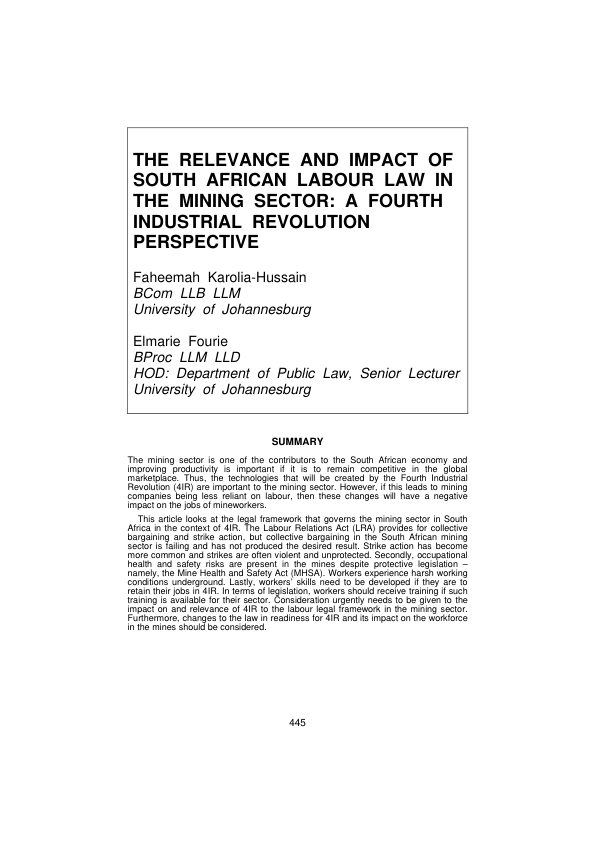 THE RELEVANCE AND IMPACT OF
SOUTH AFRICAN LABOUR LAW IN
THE MINING SECTOR: A FOURTH
INDUSTRIAL REVOLUTION
PERSPECTIVE
Faheemah Karolia-Hussain
BCom LLB LLM
University of Johannesburg
Elmarie Fourie
BProc LLM LLD
HOD: Department of Public Law, Senior Lecturer
University of Johannesburg
SUMMARY
The mining sector is one of the contributors to the South African economy and
improving productivity is important if it is to remain competitive in the global
marketplace. Thus, the technologies that will be created by the Fourth Industrial
Revolution (4IR) are important to the mining sector. However, if this leads to mining
companies being less reliant on labour, then these changes will have a negative
impact on the jobs of mineworkers.
This article looks at the legal framework that governs the mining sector in South
Africa in the context of 4IR. The Labour Relations Act (LRA) provides for collective
bargaining and strike action, but collective bargaining in the South African mining
sector is failing and has not produced the desired result. Strike action has become
more common and strikes are often violent and unprotected. Secondly, occupational
health and safety risks are present in the mines despite protective legislation –
namely, the Mine Health and Safety Act (MHSA). Workers experience harsh working
conditions underground. Lastly, workers’ skills need to be developed if they are to
retain their jobs in 4IR. In terms of legislation, workers should receive training if such
training is available for their sector. Consideration urgently needs to be given to the
impact on and relevance of 4IR to the labour legal framework in the mining sector.
Furthermore, changes to the law in readiness for 4IR and its impact on the workforce
in the mines should be considered.
445